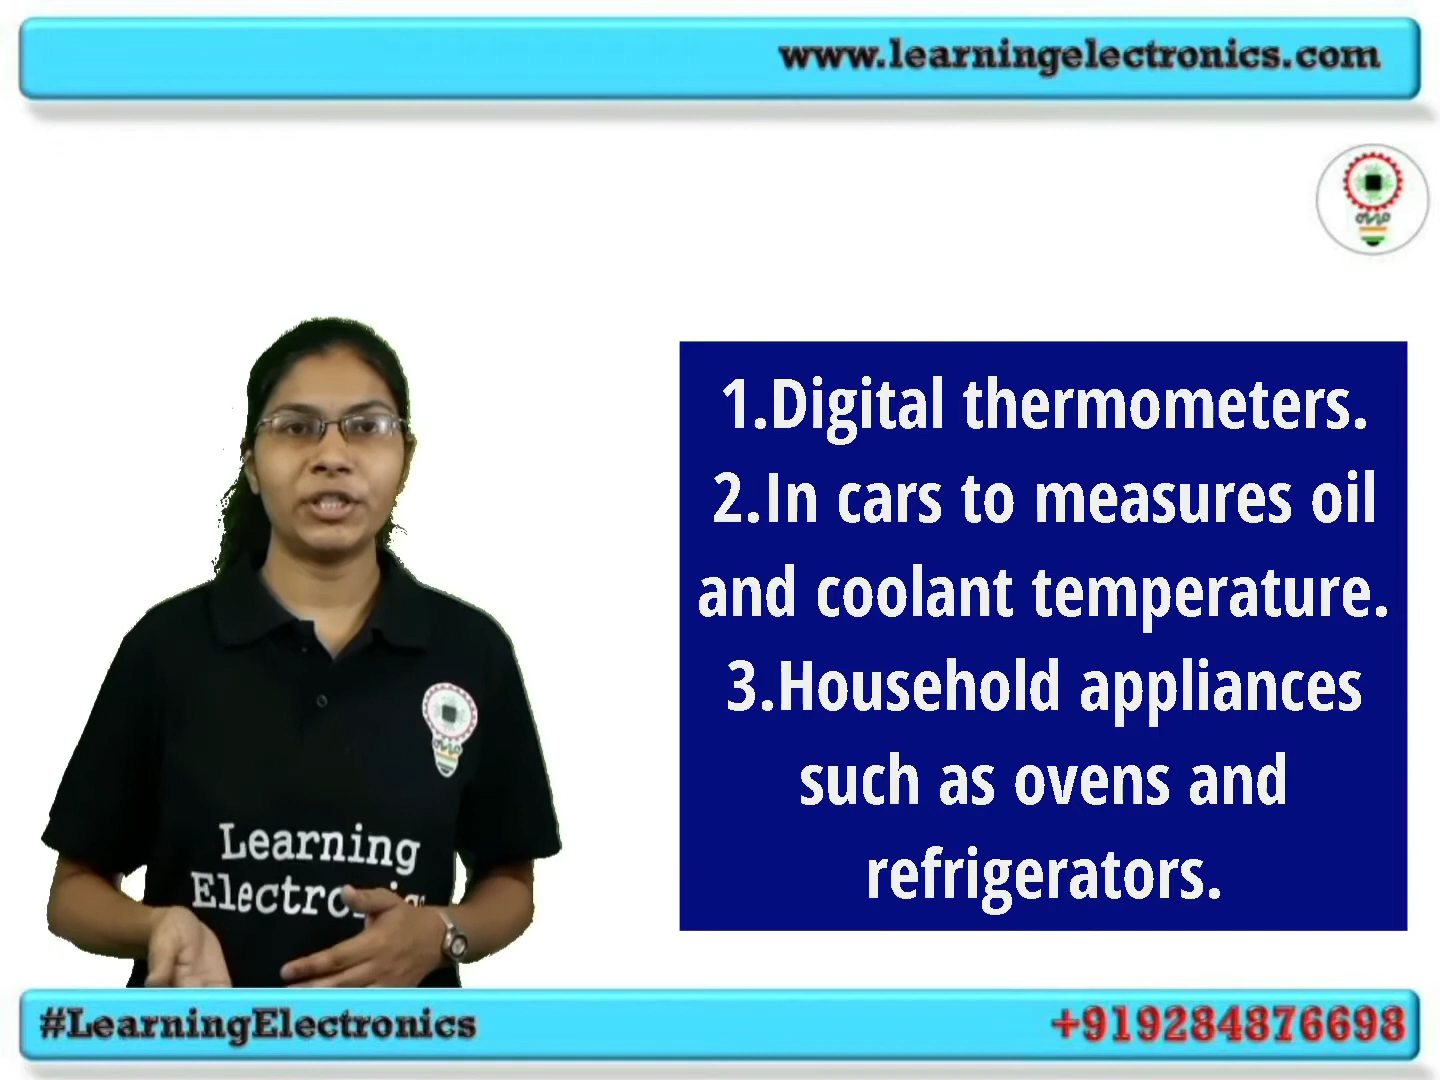 www.learningelectronics.com
1.Digital thermometers.
2.In cars to measures oil
and coolant temperature.
3.Household appliances
such as ovens and
refrigerators.
Learning
#LearningElectronics
+919284876698